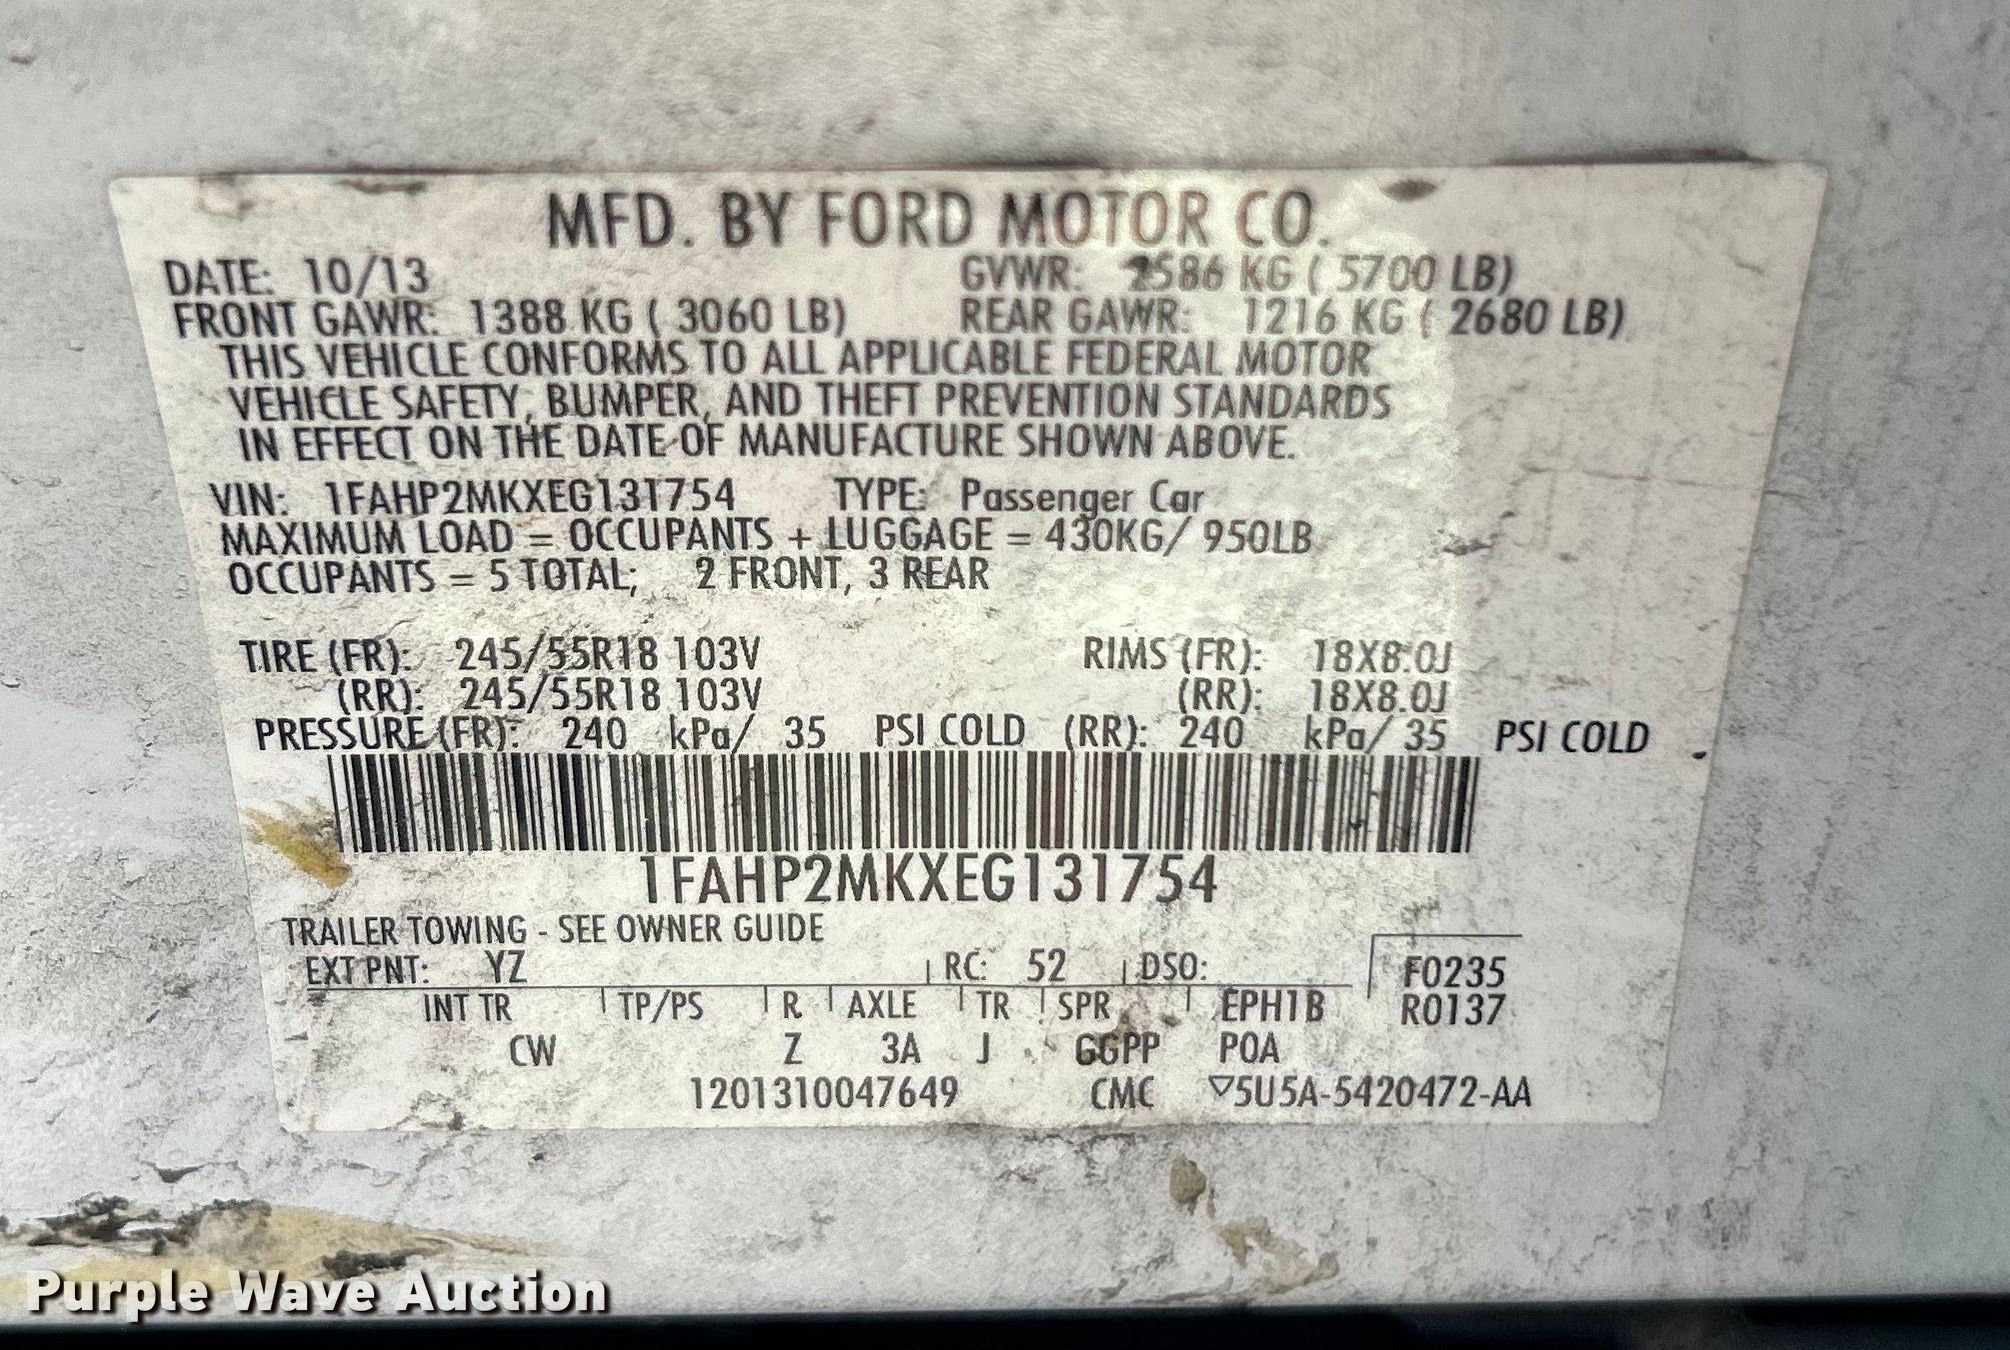 MFD. BY FORD MOTOR CO.
DATE: 10/13 GVWR: 2586 KG ( 5700 LB)
FRONT GAWR: 1388 KG ( 3060 LB) REAR GAWR: 1216 KG ( 2680 LB)
THIS VEHICLE CONFORMS TO ALL APPLICABLE FEDERAL MOTOR
VEHICLE SAFETY, BUMPER, AND THEFT PREVENTION STANDARDS
IN EFFECT ON THE DATE OF MANUFACTURE SHOWN ABOVE.
VIN: 1FAHP2MKXEG131754 TYPE: Passenger Car
MAXIMUM LOAD = OCCUPANTS + LUGGAGE = 430KG/ 950LB
OCCUPANTS = 5 TOTAL; 2 FRONT, 3 REAR
TIRE (FR): 245/55R18 103V RIMS (FR): 18X8.0J
(RR): 245/55R18 103V (RR): 18X8.0J
PRESSURE (FR): 240 kPa/ 35 PSI COLD (RR): 240 kPa/ 35 PSI COLD
1FAHP2MKXEG131754
TRAILER TOWING - SEE OWNER GUIDE
EXT PNT: YZ RC: 52 DSO: F0235
INT TR TP/PS R AXLE TR SPR EPH1B R0137
CW Z 3A J GGPP POA
1201310047649 CMC ▽5U5A-5420472-AA
Purple Wave Auction